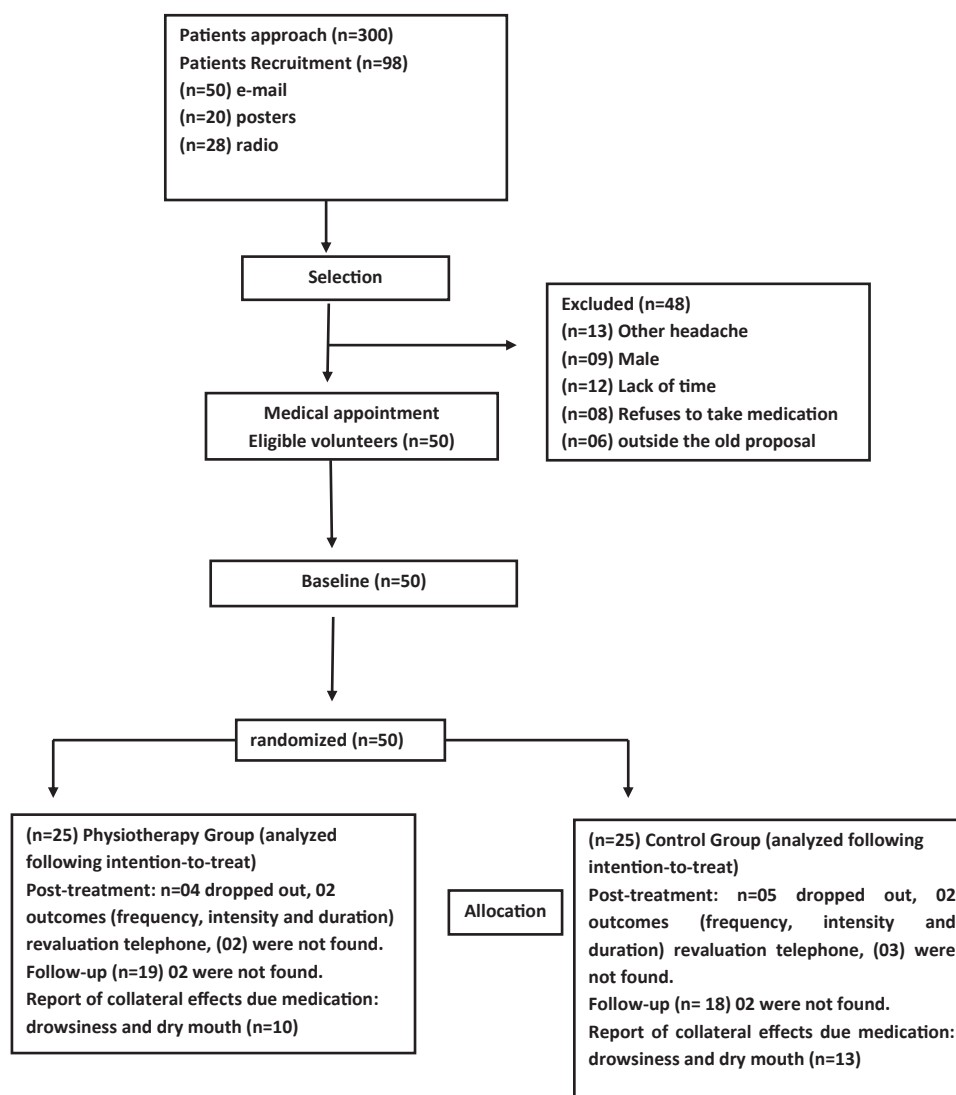 Patients approach (n=300)
Patients Recruitment (n=98)
(n=50) e-mail
(n=20) posters
(n=28) radio
Selection
Excluded (n=48)
(n=13) Other headache
(n=09) Male
(n=12) Lack of time
(n=08) Refuses to take medication
(n=06) outside the old proposal
Medical appointment
Eligible volunteers (n=50)
Baseline (n=50)
randomized (n=50)
(n=25) Physiotherapy Group (analyzed
following intention-to-treat)
Post-treatment: n=04 dropped out, 02
outcomes (frequency, intensity and duration)
revaluation telephone, (02) were not found.
Follow-up (n=19) 02 were not found.
Report of collateral effects due medication:
drowsiness and dry mouth (n=10)
Allocation
(n=25) Control Group (analyzed following
intention-to-treat)
Post-treatment: n=05 dropped out, 02
outcomes (frequency, intensity and
duration) revaluation telephone, (03) were
not found.
Follow-up (n= 18) 02 were not found.
Report of collateral effects due medication:
drowsiness and dry mouth (n=13)